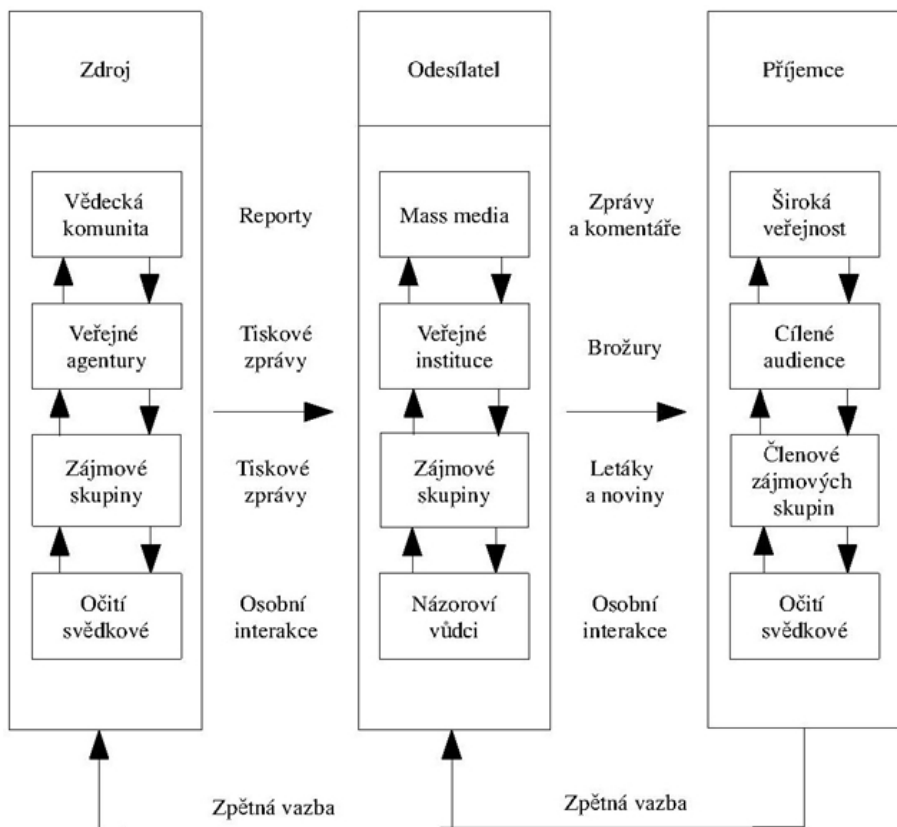 Zdroj
Odesílatel
Příjemce
Vědecká
komunita
Reporty
Mass media
Zprávy
a komentáře
Široká
veřejnost
Veřejné
agentury
Tiskové
zprávy
Veřejné
instituce
Brožury
Cílené
audience
Zájmové
skupiny
Tiskové
zprávy
Zájmové
skupiny
Letáky
a noviny
Členové
zájmových
skupin
Očití
svědkové
Osobní
interakce
Názoroví
vůdci
Osobní
interakce
Očití
svědkové
Zpětná vazba
Zpětná vazba